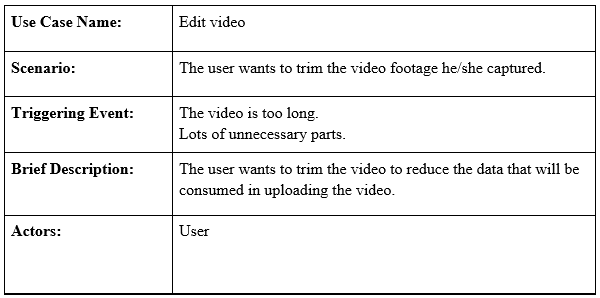 Use Case Name: Edit video
Scenario: The user wants to trim the video footage he/she captured.
Triggering Event: The video is too long.
Lots of unnecessary parts.
Brief Description: The user wants to trim the video to reduce the data that will be
consumed in uploading the video.
Actors: User